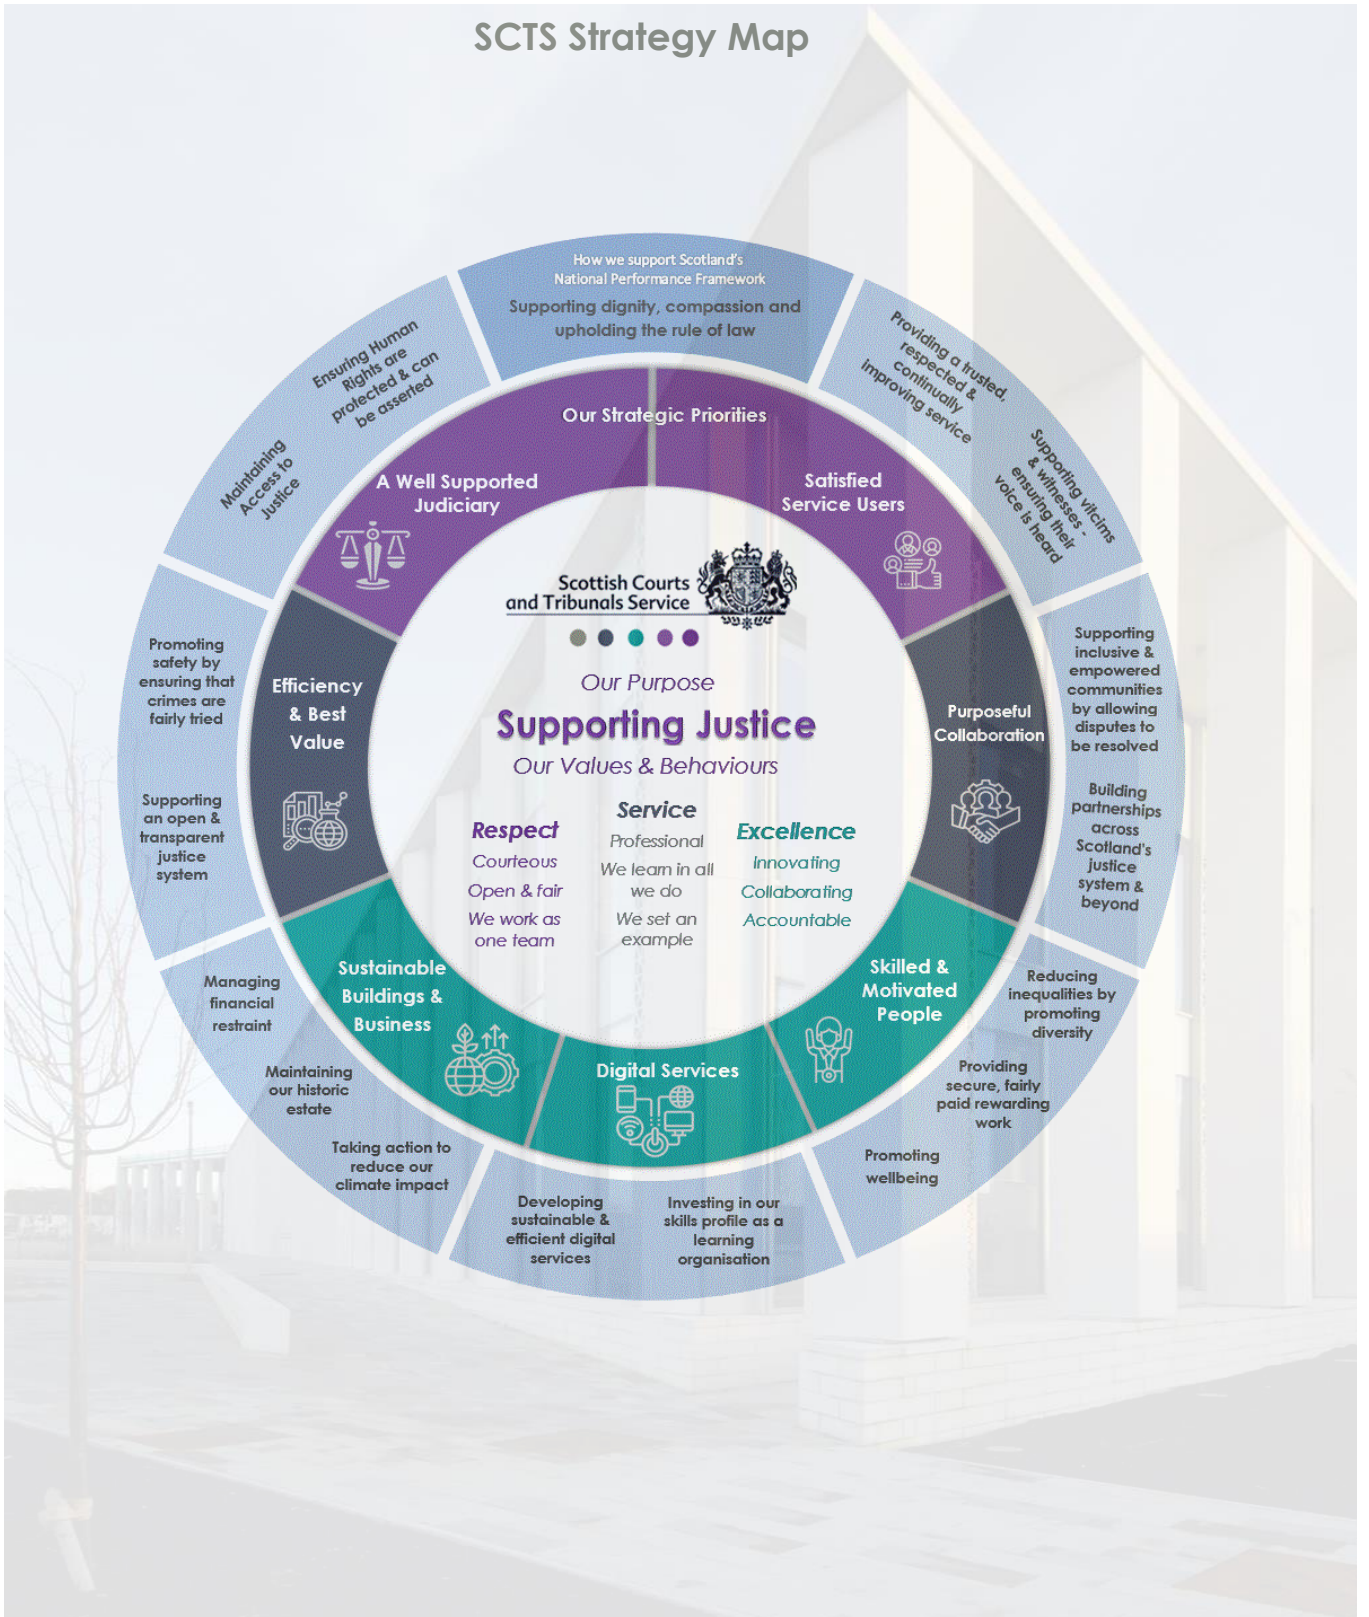 SCTS Strategy Map
How we support Scotland's
National Performance Framework
Supporting dignity, compassion and
upholding the rule of law
Providing a trusted,
respected &
continually
improving service
Supporting vitcims
& witnesses -
ensuring their
voice is heard
Supporting
inclusive &
empowered
communities
by allowing
disputes to
be resolved
Building
partnerships
across
Scotland's
justice
system &
beyond
Reducing
inequalities by
promoting
diversity
Providing
secure, fairly
paid rewarding
work
Promoting
wellbeing
Investing in our
skills profile as a
learning
organisation
Developing
sustainable &
efficient digital
services
Taking action to
reduce our
climate impact
Maintaining
our historic
estate
Managing
financial
restraint
Supporting
an open &
transparent
justice
system
Promoting
safety by
ensuring that
crimes are
fairly tried
Maintaining
Access to
Justice
Ensuring Human
Rights are
protected & can
be asserted
Our Strategic Priorities
A Well Supported
Judiciary
Satisfied
Service Users
Purposeful
Collaboration
Skilled &
Motivated
People
Digital Services
Sustainable
Buildings &
Business
Efficiency
& Best
Value
Scottish Courts
and Tribunals Service
Our Purpose
Supporting Justice
Our Values & Behaviours
Respect
Courteous
Open & fair
We work as
one team
Service
Professional
We learn in all
we do
We set an
example
Excellence
Innovating
Collaborating
Accountable